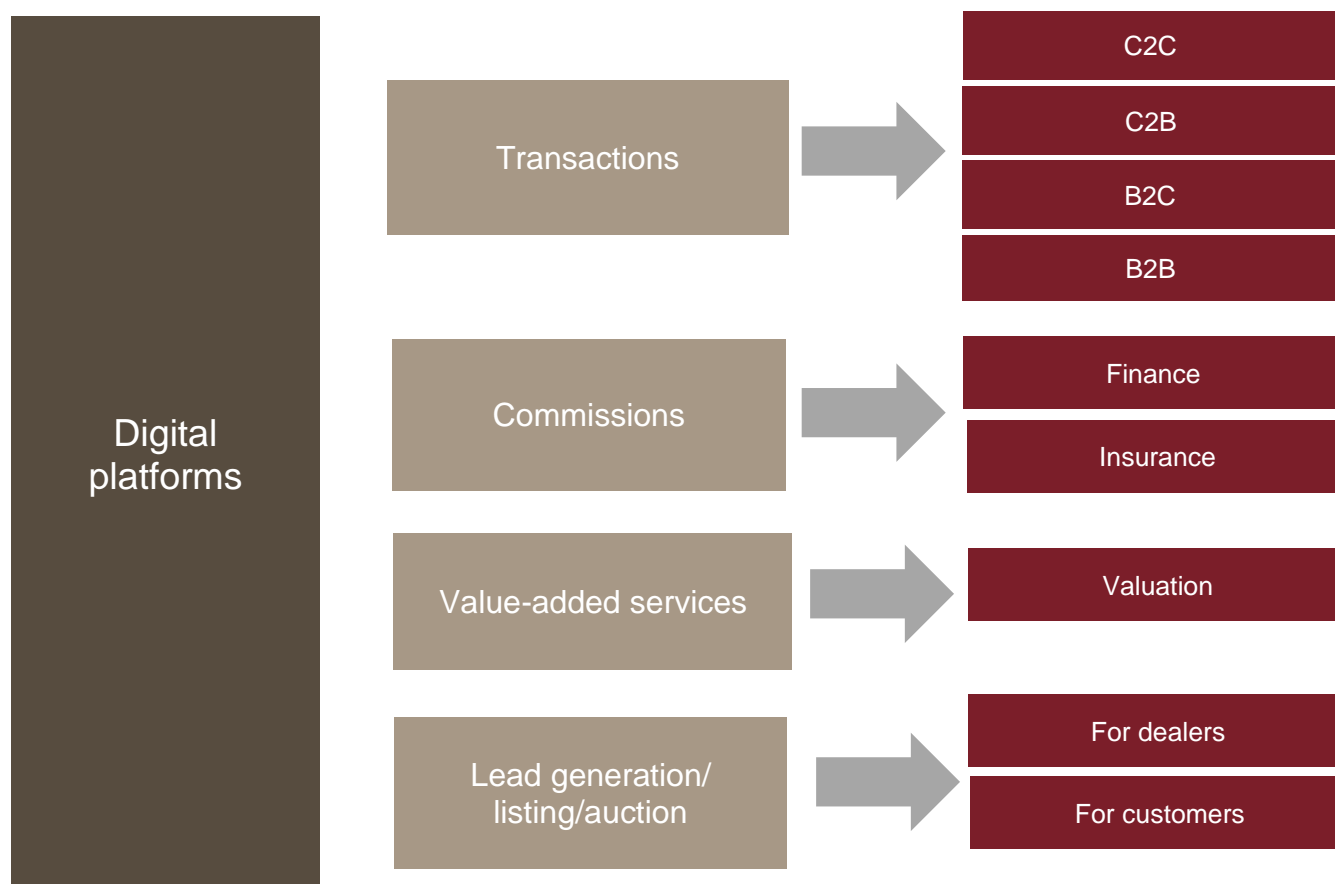 Digital
platforms
Transactions
C2C
C2B
B2C
B2B
Commissions
Finance
Insurance
Value-added services
Valuation
Lead generation/
listing/auction
For dealers
For customers